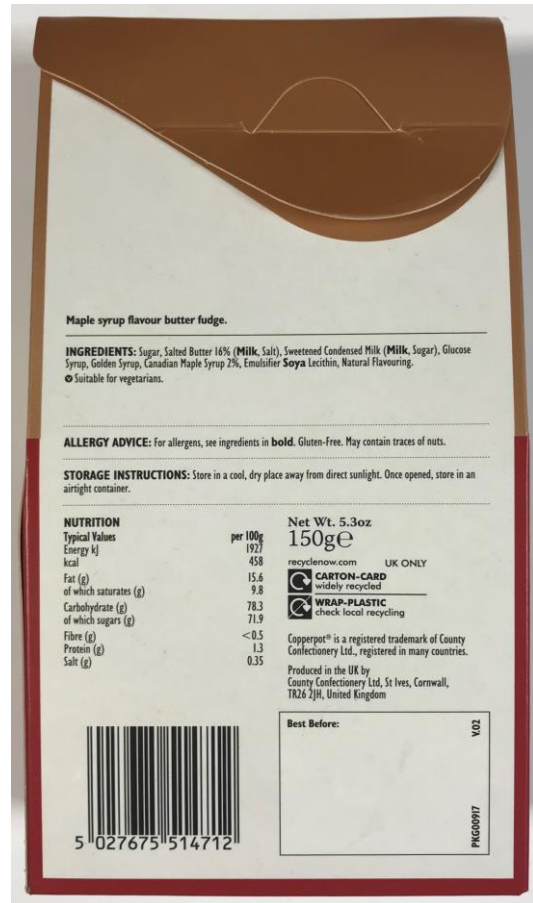 Maple syrup flavour butter fudge.
INGREDIENTS: Sugar, Salted Butter 16% (Milk, Salt), Sweetened Condensed Milk (Milk, Sugar), Glucose
Syrup, Golden Syrup, Canadian Maple Syrup 2%, Emulsifier Soya Lecithin, Natural Flavouring.
V Suitable for vegetarians.
ALLERGY ADVICE: For allergens, see ingredients in bold. Gluten-Free. May contain traces of nuts.
STORAGE INSTRUCTIONS: Store in a cool, dry place away from direct sunlight. Once opened, store in an
airtight container.
NUTRITION
Typical Values per 100g
Energy kJ 1927
kcal 458
Fat (g) 15.6
of which saturates (g) 9.8
Carbohydrate (g) 78.3
of which sugars (g) 71.9
Fibre (g) <0.5
Protein (g) 1.3
Salt (g) 0.35
Net Wt. 5.3oz
150g℮
recyclenow.com UK ONLY
CARTON-CARD
widely recycled
WRAP-PLASTIC
check local recycling
Copperpot® is a registered trademark of County
Confectionery Ltd., registered in many countries.
Produced in the UK by
County Confectionery Ltd, St Ives, Cornwall,
TR26 2JH, United Kingdom
Best Before:
V.02
PKG00917
5 027675 514712